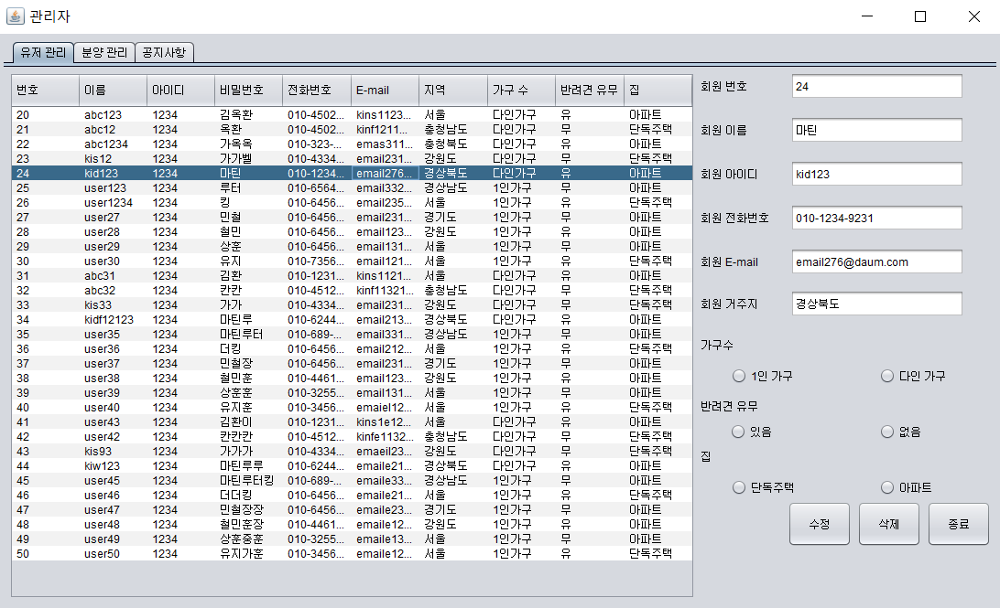 관리자
유저 관리 분양 관리 공지사항
번호 이름 아이디 비밀번호 전화번호 E-mail 지역 가구 수 반려견 유무 집
20 abc123 1234 김옥환 010-4502... kins1123... 서울 다인가구 유 아파트
21 abc12 1234 옥환 010-4502... kinf1211... 충청남도 다인가구 무 단독주택
22 abc1234 1234 가옥옥 010-323-... emas311... 충청북도 다인가구 유 아파트
23 kis12 1234 가가벨 010-4334... email231... 강원도 다인가구 무 단독주택
24 kid123 1234 마틴 010-1234... email276... 경상북도 다인가구 유 아파트
25 user123 1234 루터 010-6564... email332... 경상남도 1인가구 무 아파트
26 user1234 1234 킹 010-6456... email235... 서울 1인가구 유 단독주택
27 user27 1234 민철 010-6456... email231... 경기도 1인가구 무 아파트
28 user28 1234 철민 010-6456... email123... 강원도 1인가구 유 아파트
29 user29 1234 상훈 010-6456... email131... 서울 1인가구 무 아파트
30 user30 1234 유지 010-7356... email121... 서울 1인가구 유 단독주택
31 abc31 1234 김환 010-1231... kins1121... 서울 다인가구 유 아파트
32 abc32 1234 칸칸 010-4512... kinf11321... 충청남도 다인가구 무 단독주택
33 kis33 1234 가가 010-4334... email231... 강원도 다인가구 무 단독주택
34 kidf12123 1234 마틴루 010-6244... email213... 경상북도 다인가구 유 아파트
35 user35 1234 마틴루터 010-689-... email331... 경상남도 1인가구 무 아파트
36 user36 1234 더킹 010-6456... email212... 서울 1인가구 유 단독주택
37 user37 1234 민철장 010-6456... email231... 경기도 1인가구 무 아파트
38 user38 1234 철민훈 010-4461... email123... 강원도 1인가구 유 아파트
39 user39 1234 상훈훈 010-3255... email131... 서울 1인가구 무 아파트
40 user40 1234 유지훈 010-3456... emaiel12... 서울 1인가구 유 단독주택
41 user43 1234 김환이 010-1231... kins1e12... 서울 다인가구 유 아파트
42 user42 1234 칸칸칸 010-4512... kinfe1132... 충청남도 다인가구 무 단독주택
43 kis93 1234 가가가 010-4334... emaeil23... 강원도 다인가구 무 단독주택
44 kiw123 1234 마틴루루 010-6244... emaile21... 경상북도 다인가구 유 아파트
45 user45 1234 마틴루터킹 010-689-... emaile33... 경상남도 1인가구 무 아파트
46 user46 1234 더더킹 010-6456... emaile21... 서울 1인가구 유 단독주택
47 user47 1234 민철장장 010-6456... emaile23... 경기도 1인가구 무 아파트
48 user48 1234 철민훈장 010-4461... emaile12... 강원도 1인가구 유 아파트
49 user49 1234 상훈중훈 010-3255... emaile13... 서울 1인가구 무 아파트
50 user50 1234 유지가훈 010-3456... emaile12... 서울 1인가구 유 단독주택
회원 번호 24
회원 이름 마틴
회원 아이디 kid123
회원 전화번호 010-1234-9231
회원 E-mail email276@daum.com
회원 거주지 경상북도
가구수
1인 가구 다인 가구
반려견 유무
있음 없음
집
단독주택 아파트
수정 삭제 종료